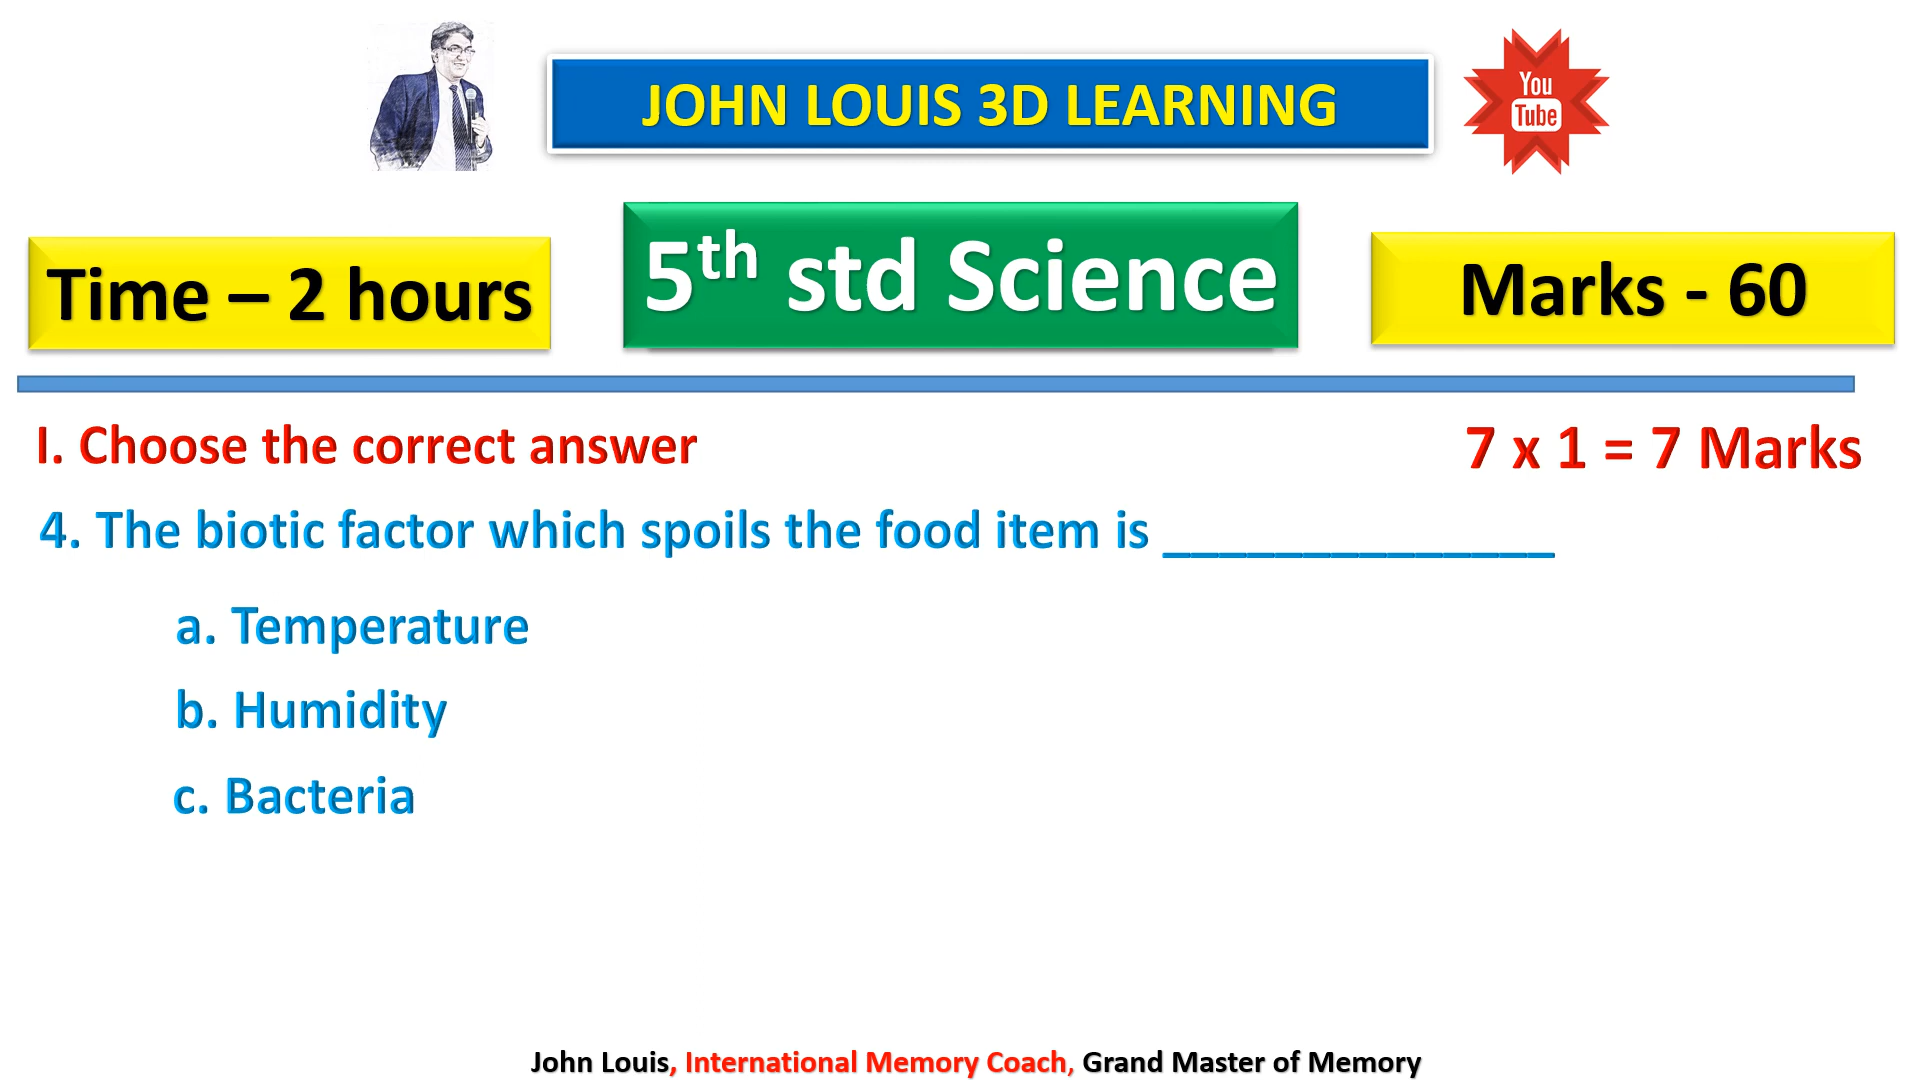 JOHN LOUIS 3D LEARNING
You
Tube
Time – 2 hours
5th std Science
Marks - 60
I. Choose the correct answer
7 x 1 = 7 Marks
4. The biotic factor which spoils the food item is ______________
a. Temperature
b. Humidity
c. Bacteria
John Louis, International Memory Coach, Grand Master of Memory